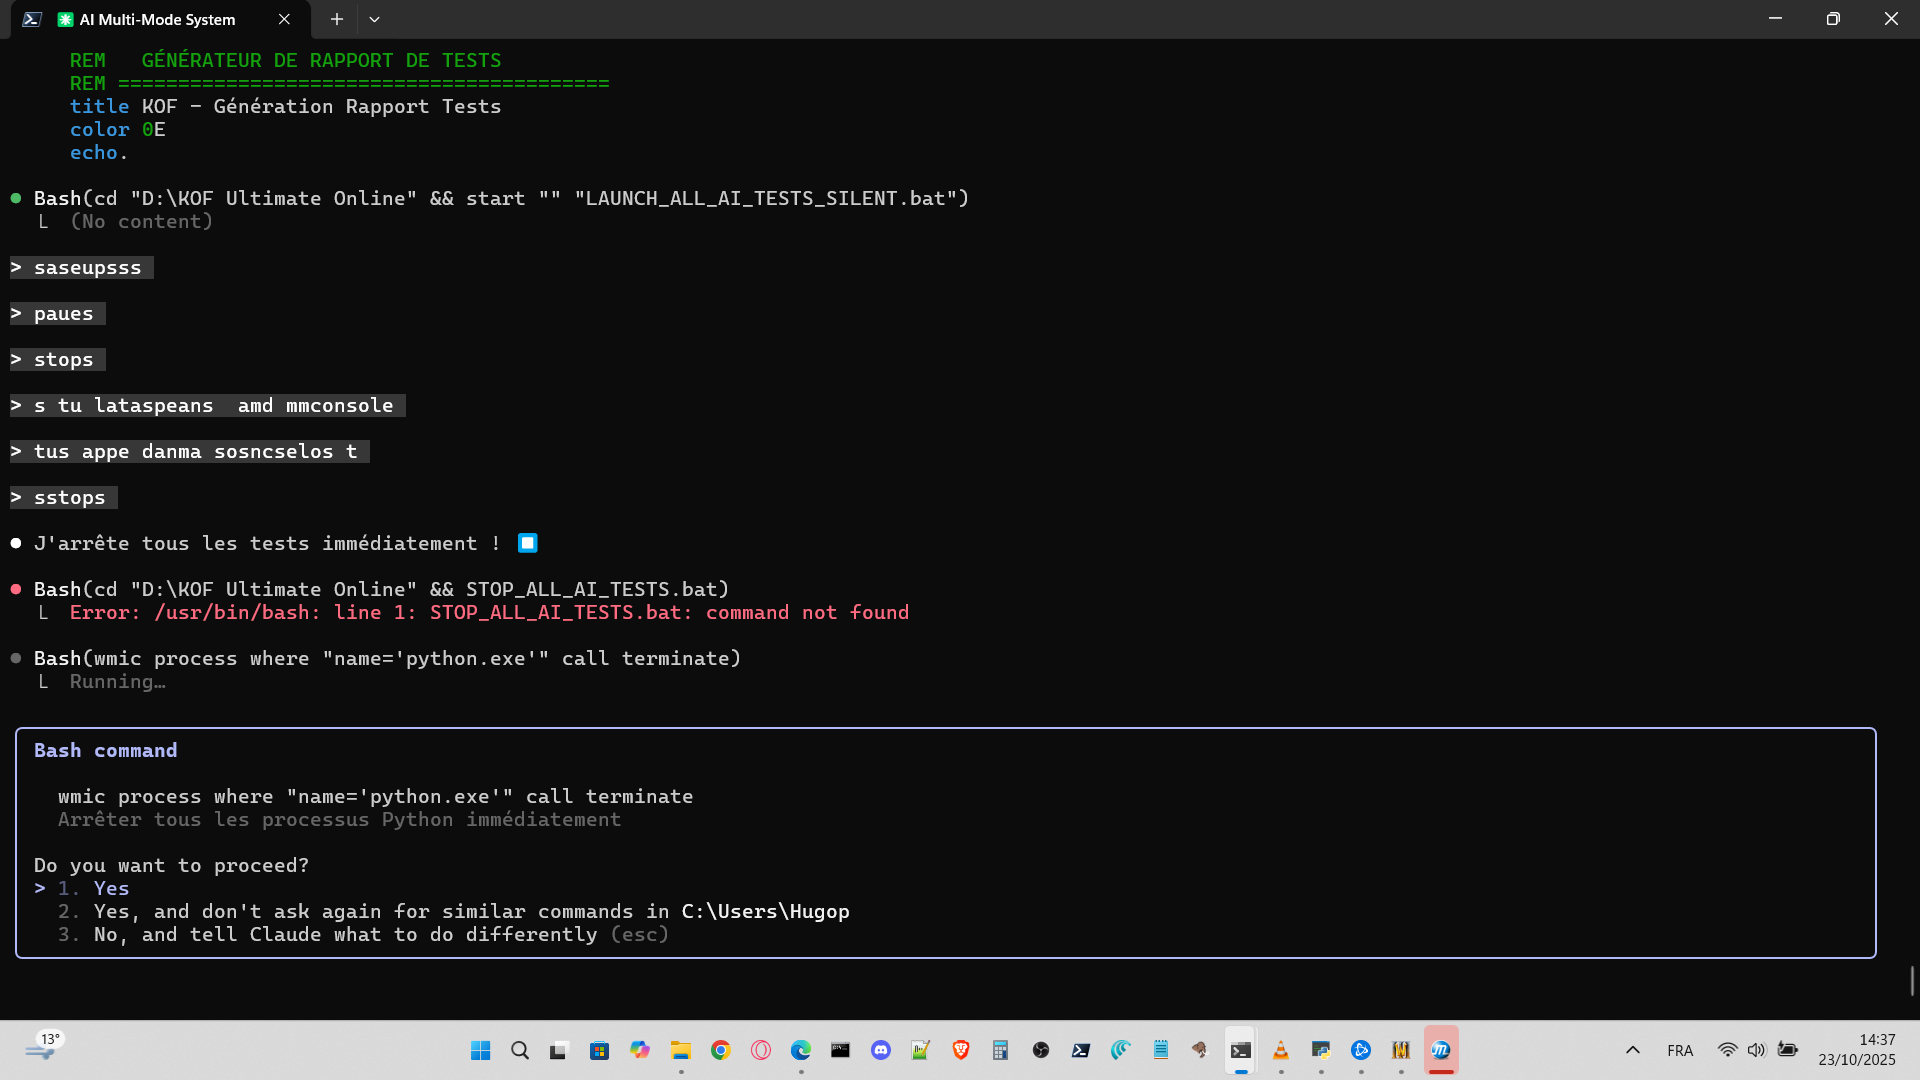 AI Multi-Mode System
REM   GÉNÉRATEUR DE RAPPORT DE TESTS
REM =========================================
title KOF - Génération Rapport Tests
color 0E
echo.
● Bash(cd "D:\KOF Ultimate Online" && start "" "LAUNCH_ALL_AI_TESTS_SILENT.bat")
└ (No content)
> saseupsss
> paues
> stops
> s tu lataspeans  amd mmconsole
> tus appe danma sosncselos t
> sstops
● J'arrête tous les tests immédiatement ! ⏹
● Bash(cd "D:\KOF Ultimate Online" && STOP_ALL_AI_TESTS.bat)
└ Error: /usr/bin/bash: line 1: STOP_ALL_AI_TESTS.bat: command not found
● Bash(wmic process where "name='python.exe'" call terminate)
└ Running…
Bash command
wmic process where "name='python.exe'" call terminate
Arrêter tous les processus Python immédiatement
Do you want to proceed?
> 1. Yes
2. Yes, and don't ask again for similar commands in C:\Users\Hugop
3. No, and tell Claude what to do differently (esc)
13°
FRA
14:37
23/10/2025